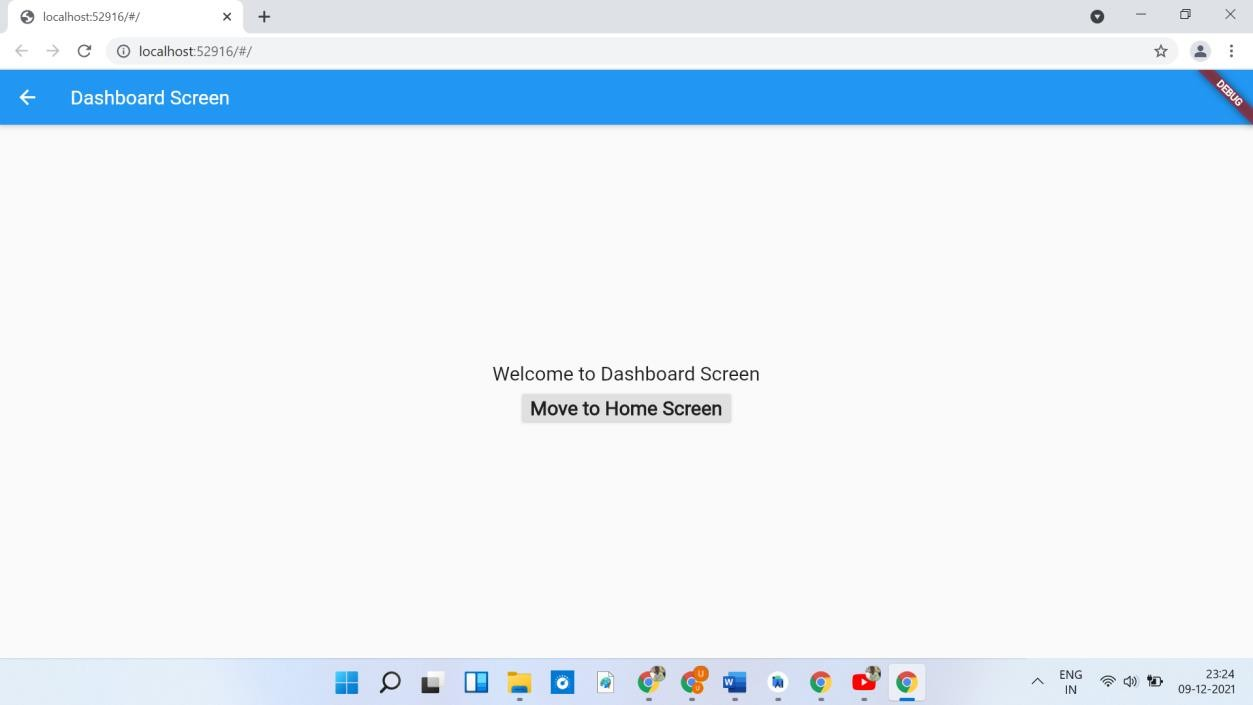 localhost:52916/#/
localhost:52916/#/
Dashboard Screen
DEBUG
Welcome to Dashboard Screen
Move to Home Screen
ENG
IN
23:24
09-12-2021